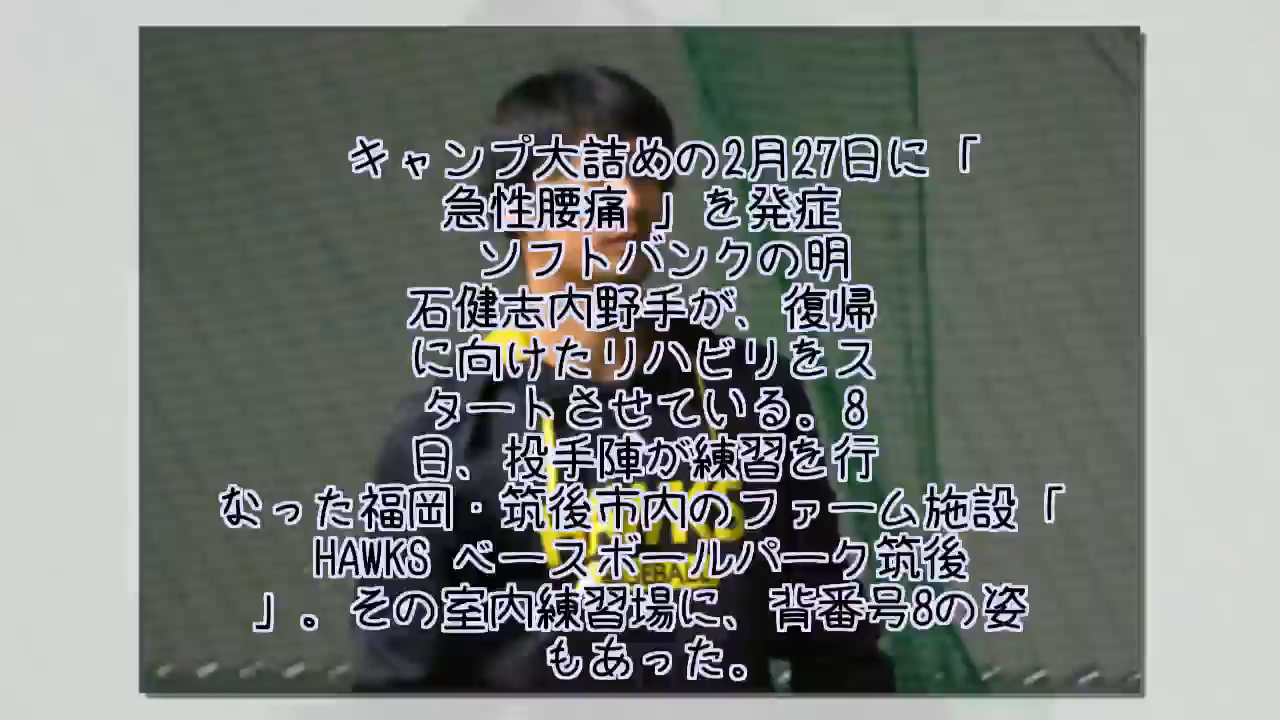 キャンプ大詰めの2月27日に「
急性腰痛 」を発症
ソフトバンクの明
石健志内野手が、復帰
に向けたリハビリをス
タートさせている。8
日、投手陣が練習を行
なった福岡・筑後市内のファーム施設「
HAWKS ベースボールパーク筑後
」。その室内練習場に、背番号8の姿
もあった。